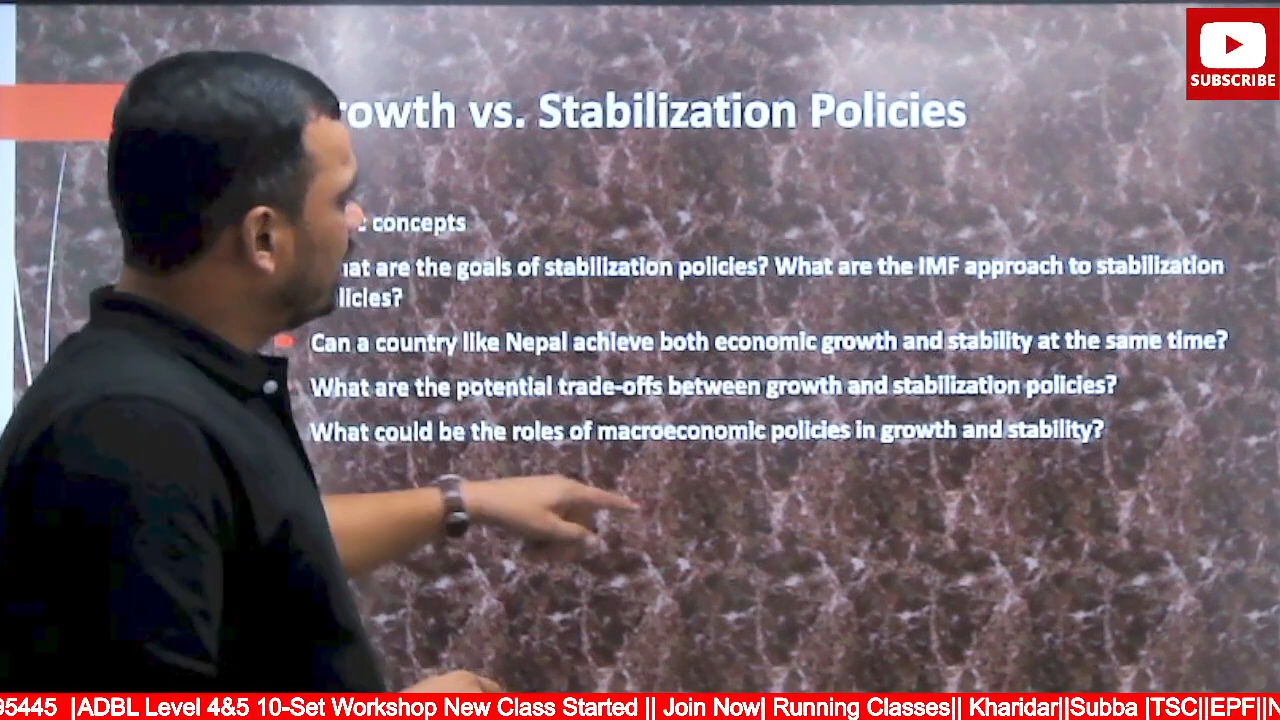 SUBSCRIBE
rowth vs. Stabilization Policies
concepts
at are the goals of stabilization policies? What are the IMF approach to stabilization
licies?
Can a country like Nepal achieve both economic growth and stability at the same time?
What are the potential trade-offs between growth and stabilization policies?
What could be the roles of macroeconomic policies in growth and stability?
95445 |ADBL Level 4&5 10-Set Workshop New Class Started || Join Now| Running Classes|| Kharidar||Subba |TSC||EPF||N